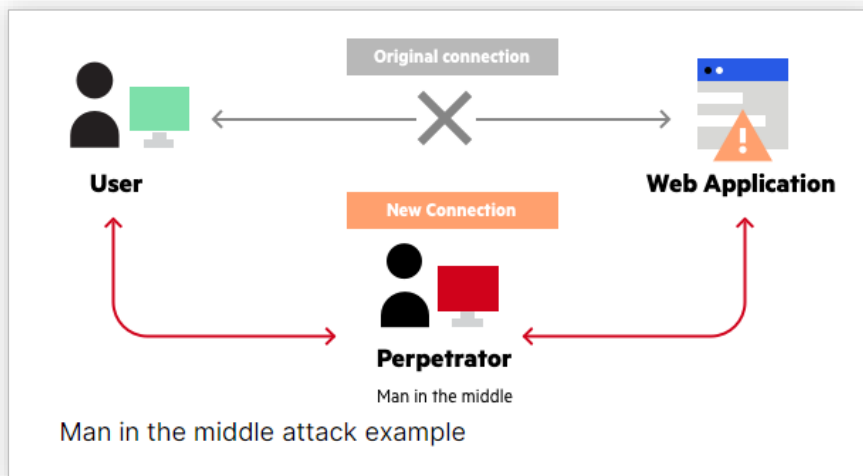 Original connection
User
Web Application
New Connection
Perpetrator
Man in the middle
Man in the middle attack example